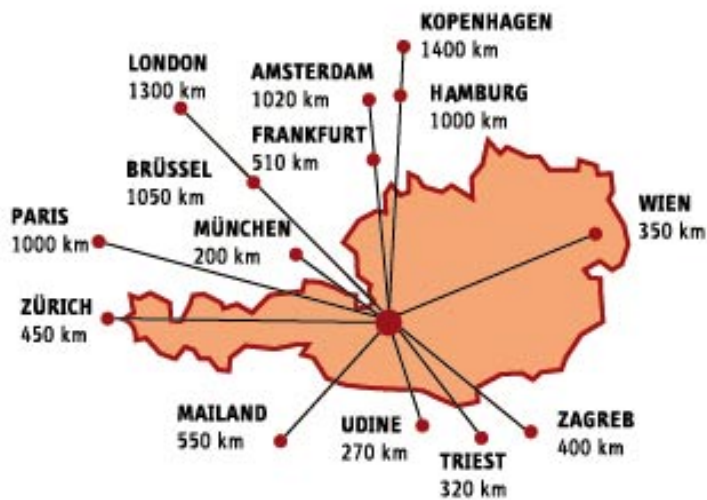 KOPENHAGEN
1400 km
LONDON
1300 km
AMSTERDAM
1020 km
HAMBURG
1000 km
FRANKFURT
510 km
BRÜSSEL
1050 km
PARIS
1000 km
MÜNCHEN
200 km
WIEN
350 km
ZÜRICH
450 km
MAILAND
550 km
UDINE
270 km
TRIEST
320 km
ZAGREB
400 km